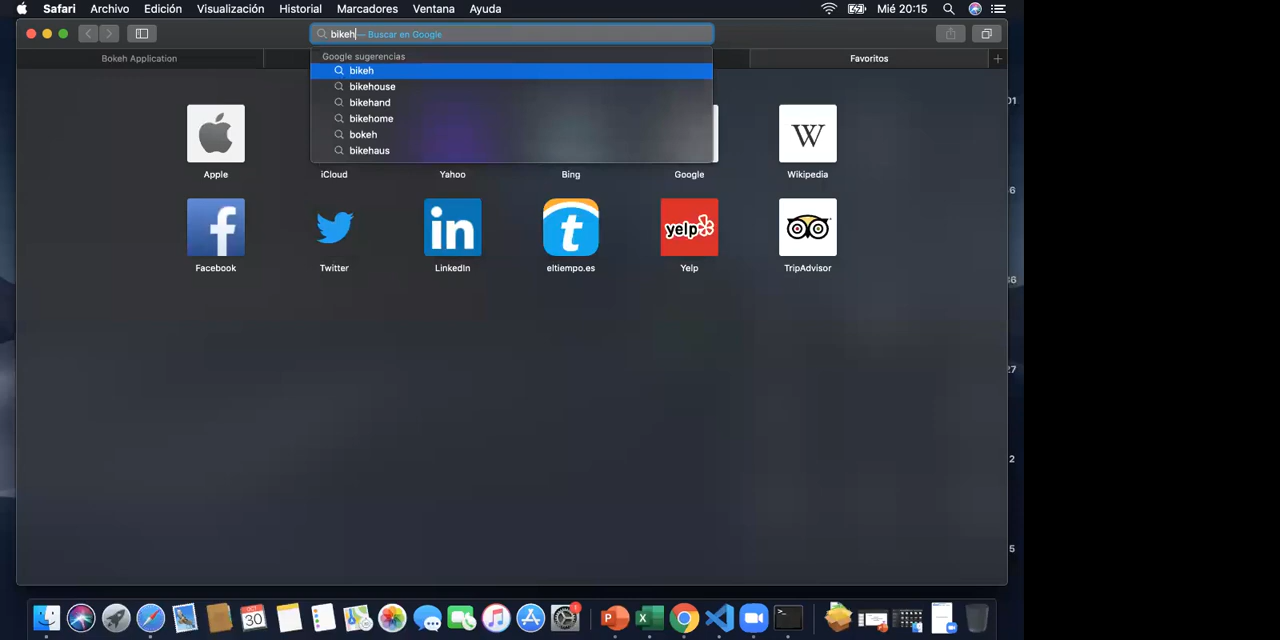 Safari Archivo Edición Visualización Historial Marcadores Ventana Ayuda Mié 20:15
bikeh — Buscar en Google
Bokeh Application Favoritos
Google sugerencias
bikeh
bikehouse
bikehand
bikehome
bokeh
bikehaus
W
Apple iCloud Yahoo Bing Google Wikipedia
f in t yelp
Facebook Twitter LinkedIn eltiempo.es Yelp TripAdvisor
30
P X